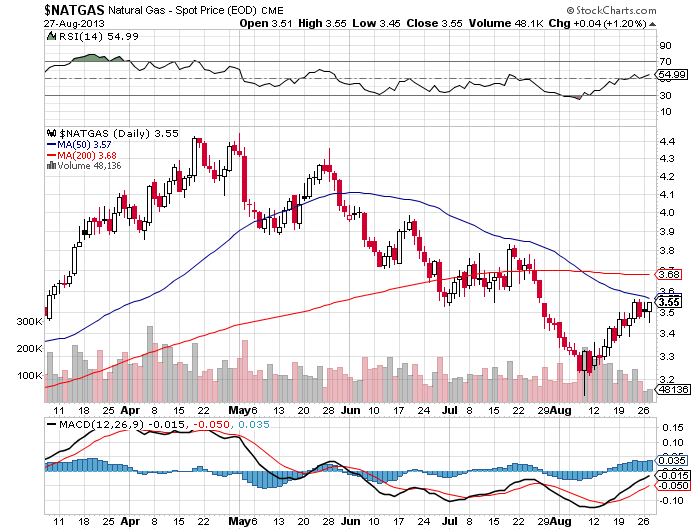 $NATGAS Natural Gas - Spot Price (EOD) CME © StockCharts.com
27-Aug-2013 Open 3.51 High 3.55 Low 3.45 Close 3.55 Volume 48.1K Chg +0.04 (+1.20%)
RSI(14) 54.99
90
70
54.99
50
30
10
$NATGAS (Daily) 3.55
MA(50) 3.57
MA(200) 3.68
Volume 48,136
4.4
4.3
4.2
4.1
4.0
3.9
3.8
3.7
3.68
3.6
3.55
3.5
300K
3.4
200K
3.3
100K
3.2
48136
11 18 25 Apr 8 15 22 May 6 13 20 28 Jun 10 17 24 Jul 8 15 22 29 Aug 12 19 26
MACD(12,26,9) -0.015, -0.050, 0.035
0.15
0.10
0.05
0.035
0.00
-0.015
-0.050
-0.10
11 18 25 Apr 8 15 22 May 6 13 20 28 Jun 10 17 24 Jul 8 15 22 29 Aug 12 19 26